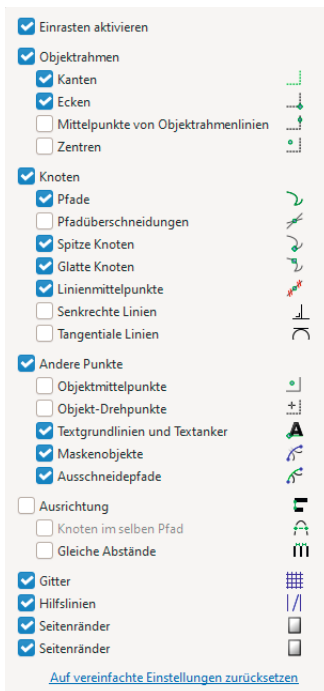 Einrasten aktivieren
Objektrahmen
Kanten
Ecken
Mittelpunkte von Objektrahmenlinien
Zentren
Knoten
Pfade
Pfadüberschneidungen
Spitze Knoten
Glatte Knoten
Linienmittelpunkte
Senkrechte Linien
Tangentiale Linien
Andere Punkte
Objektmittelpunkte
Objekt-Drehpunkte
Textgrundlinien und Textanker
Maskenobjekte
Ausschneidepfade
Ausrichtung
Knoten im selben Pfad
Gleiche Abstände
Gitter
Hilfslinien
Seitenränder
Seitenränder
Auf vereinfachte Einstellungen zurücksetzen